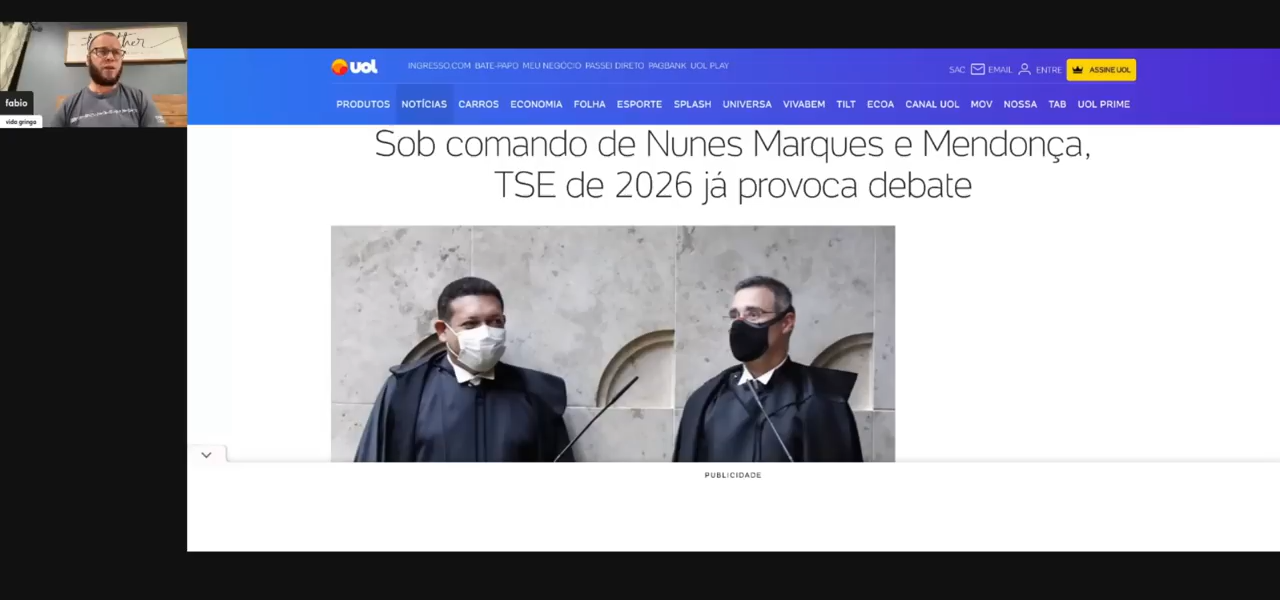 together
fabio
vida gringa
uol
INGRESSO.COM BATE-PAPO MEU NEGÓCIO PASSEI DIRETO PAGBANK UOL PLAY
SAC EMAIL ENTRE ASSINE UOL
PRODUTOS NOTÍCIAS CARROS ECONOMIA FOLHA ESPORTE SPLASH UNIVERSA VIVABEM TILT ECOA CANAL UOL MOV NOSSA TAB UOL PRIME
Sob comando de Nunes Marques e Mendonça,
TSE de 2026 já provoca debate
PUBLICIDADE